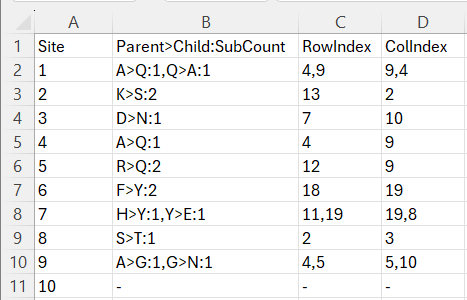 A B C D
1 Site Parent>Child:SubCount RowIndex ColIndex
2 1 A>Q:1,Q>A:1 4,9 9,4
3 2 K>S:2 13 2
4 3 D>N:1 7 10
5 4 A>Q:1 4 9
6 5 R>Q:2 12 9
7 6 F>Y:2 18 19
8 7 H>Y:1,Y>E:1 11,19 19,8
9 8 S>T:1 2 3
10 9 A>G:1,G>N:1 4,5 5,10
11 10 - - -